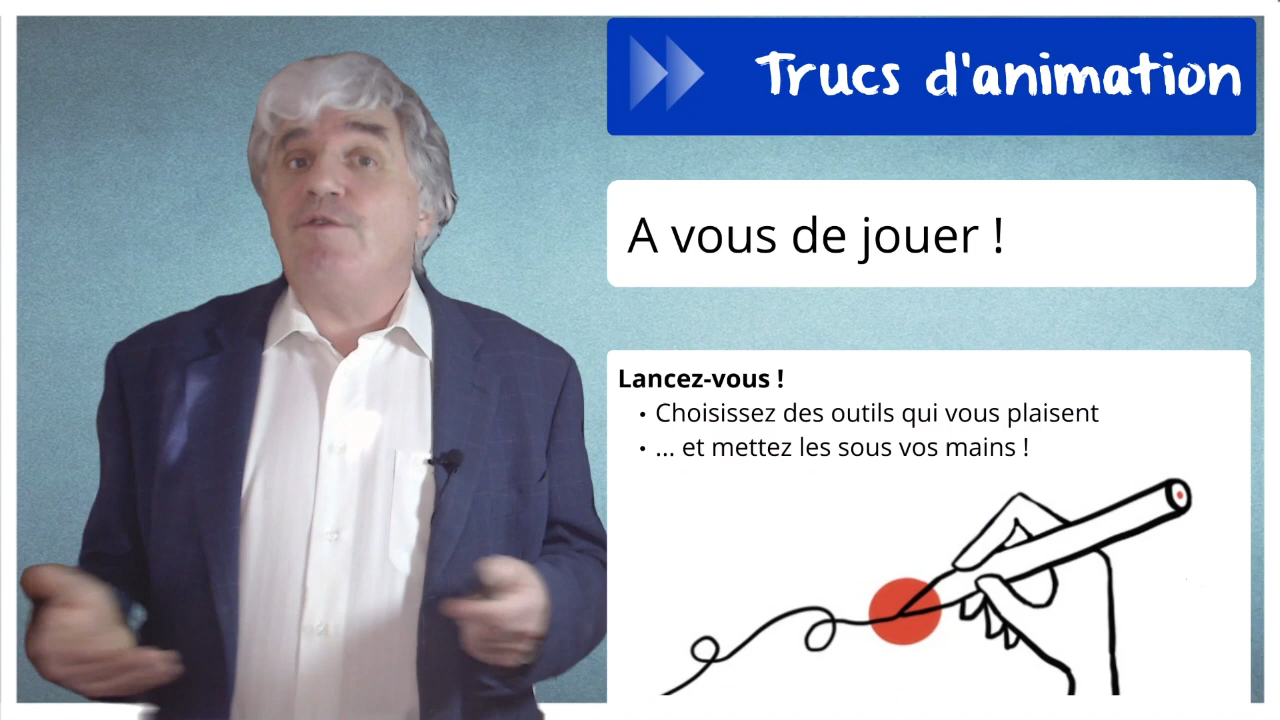 Trucs d'animation
A vous de jouer !
Lancez-vous !
• Choisissez des outils qui vous plaisent
• ... et mettez les sous vos mains !